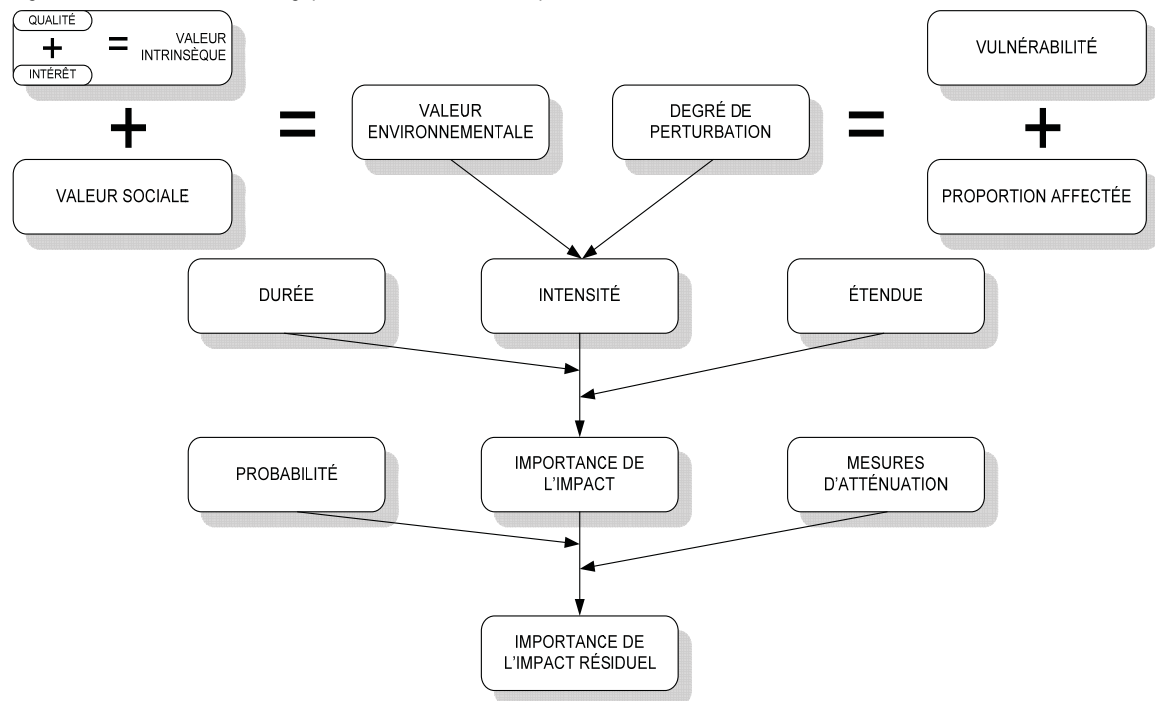 QUALITÉ
+
INTÉRÊT
=
VALEUR
INTRINSÈQUE
+
VALEUR SOCIALE
=
VALEUR
ENVIRONNEMENTALE
DEGRÉ DE
PERTURBATION
=
VULNÉRABILITÉ
+
PROPORTION AFFECTÉE
DURÉE
INTENSITÉ
ÉTENDUE
PROBABILITÉ
IMPORTANCE DE
L'IMPACT
MESURES
D'ATTÉNUATION
IMPORTANCE DE
L'IMPACT RÉSIDUEL